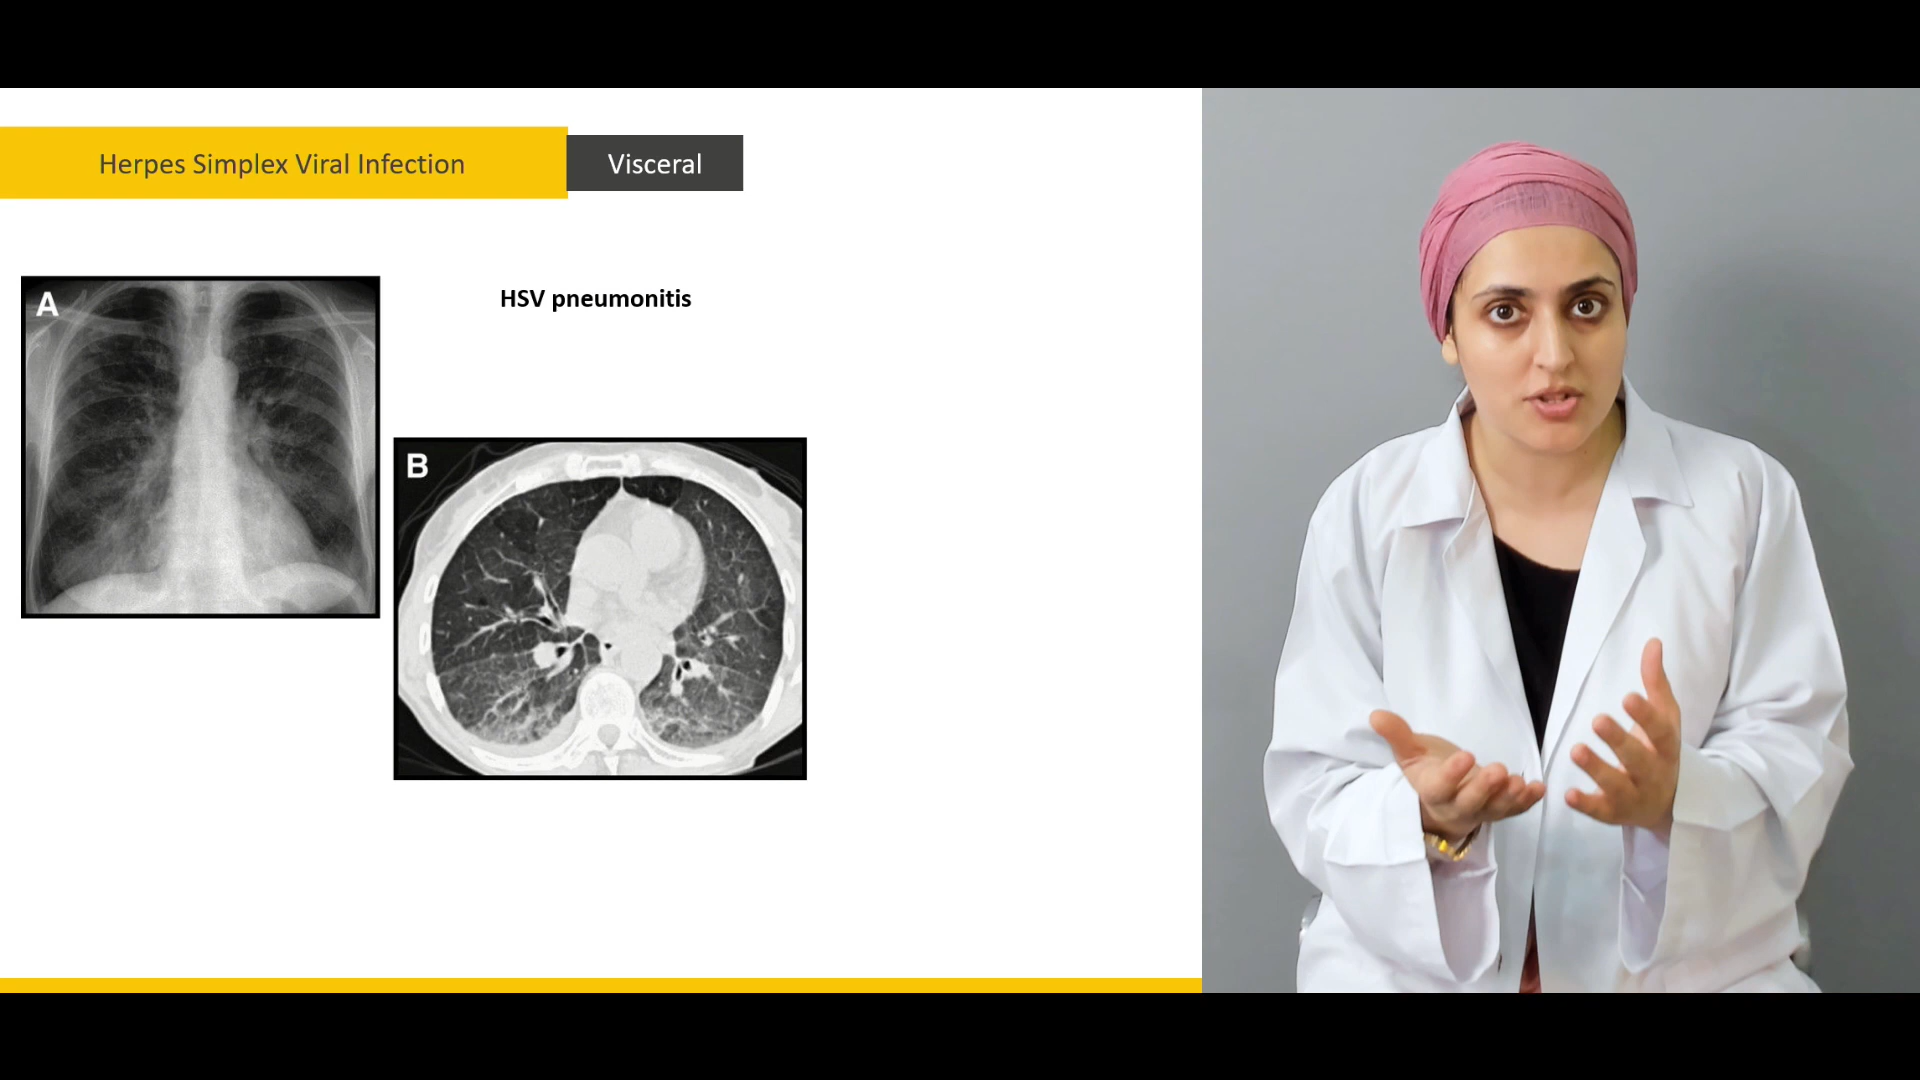 Herpes Simplex Viral Infection
Visceral
A
HSV pneumonitis
B